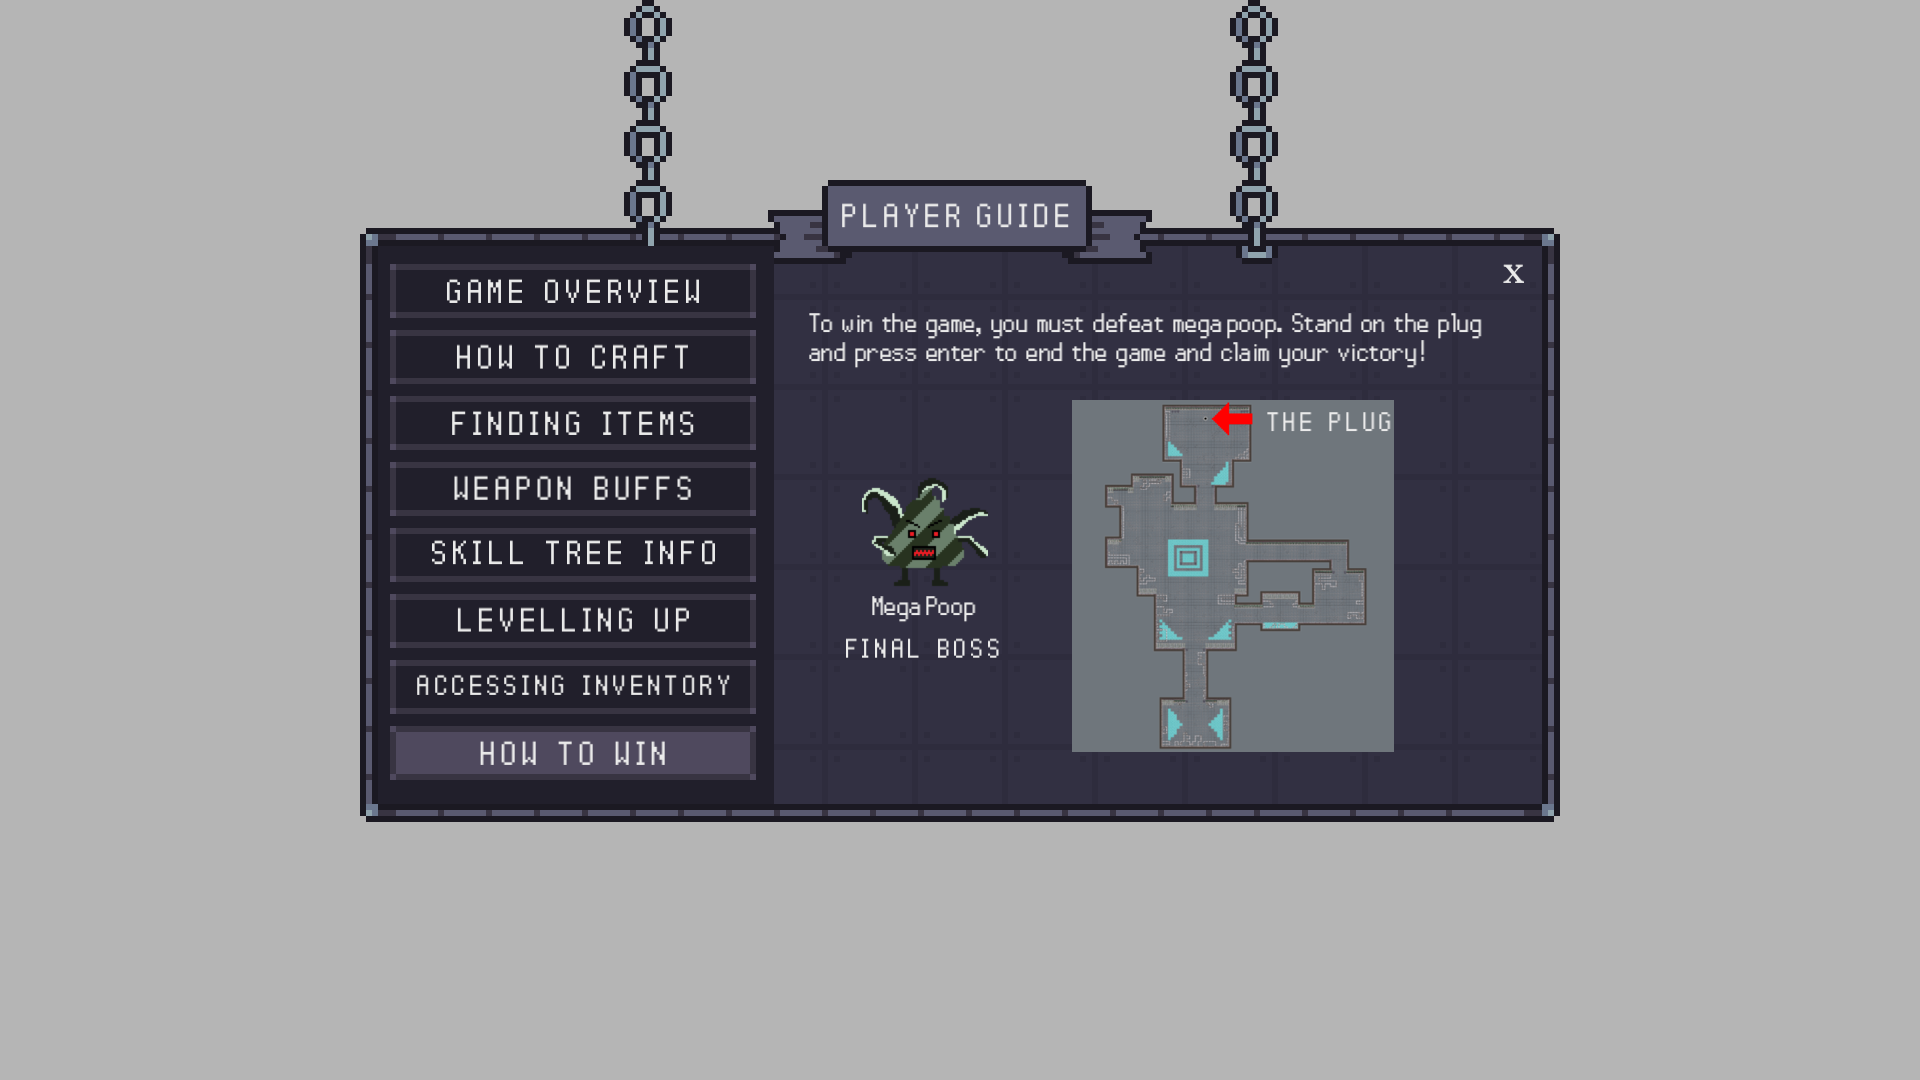 PLAYER GUIDE
X
GAME OVERVIEW
HOW TO CRAFT
FINDING ITEMS
WEAPON BUFFS
SKILL TREE INFO
LEVELLING UP
ACCESSING INVENTORY
HOW TO WIN
To win the game, you must defeat mega poop. Stand on the plug
and press enter to end the game and claim your victory!
THE PLUG
Mega Poop
FINAL BOSS